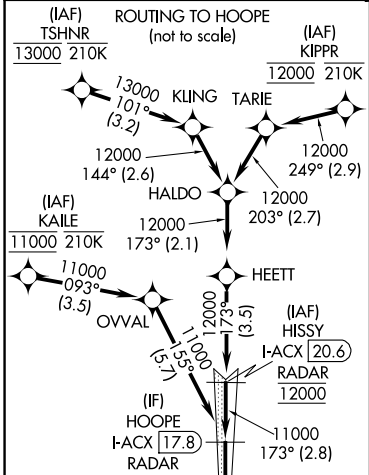 ROUTING TO HOOPE
(not to scale)
(IAF)
TSHNR
13000 210K
(IAF)
KIPPR
12000 210K
13000
101°
(3.2)
KLING
TARIE
12000
144° (2.6)
12000
249° (2.9)
HALDO
12000
203° (2.7)
12000
173° (2.1)
(IAF)
KAILE
11000 210K
11000
093°
(3.5)
HEETT
OVVAL
12000
173°
(3.5)
11000
155°
(5.7)
(IAF)
HISSY
I-ACX 20.6
RADAR
12000
(IF)
HOOPE
I-ACX 17.8
RADAR
11000
173° (2.8)